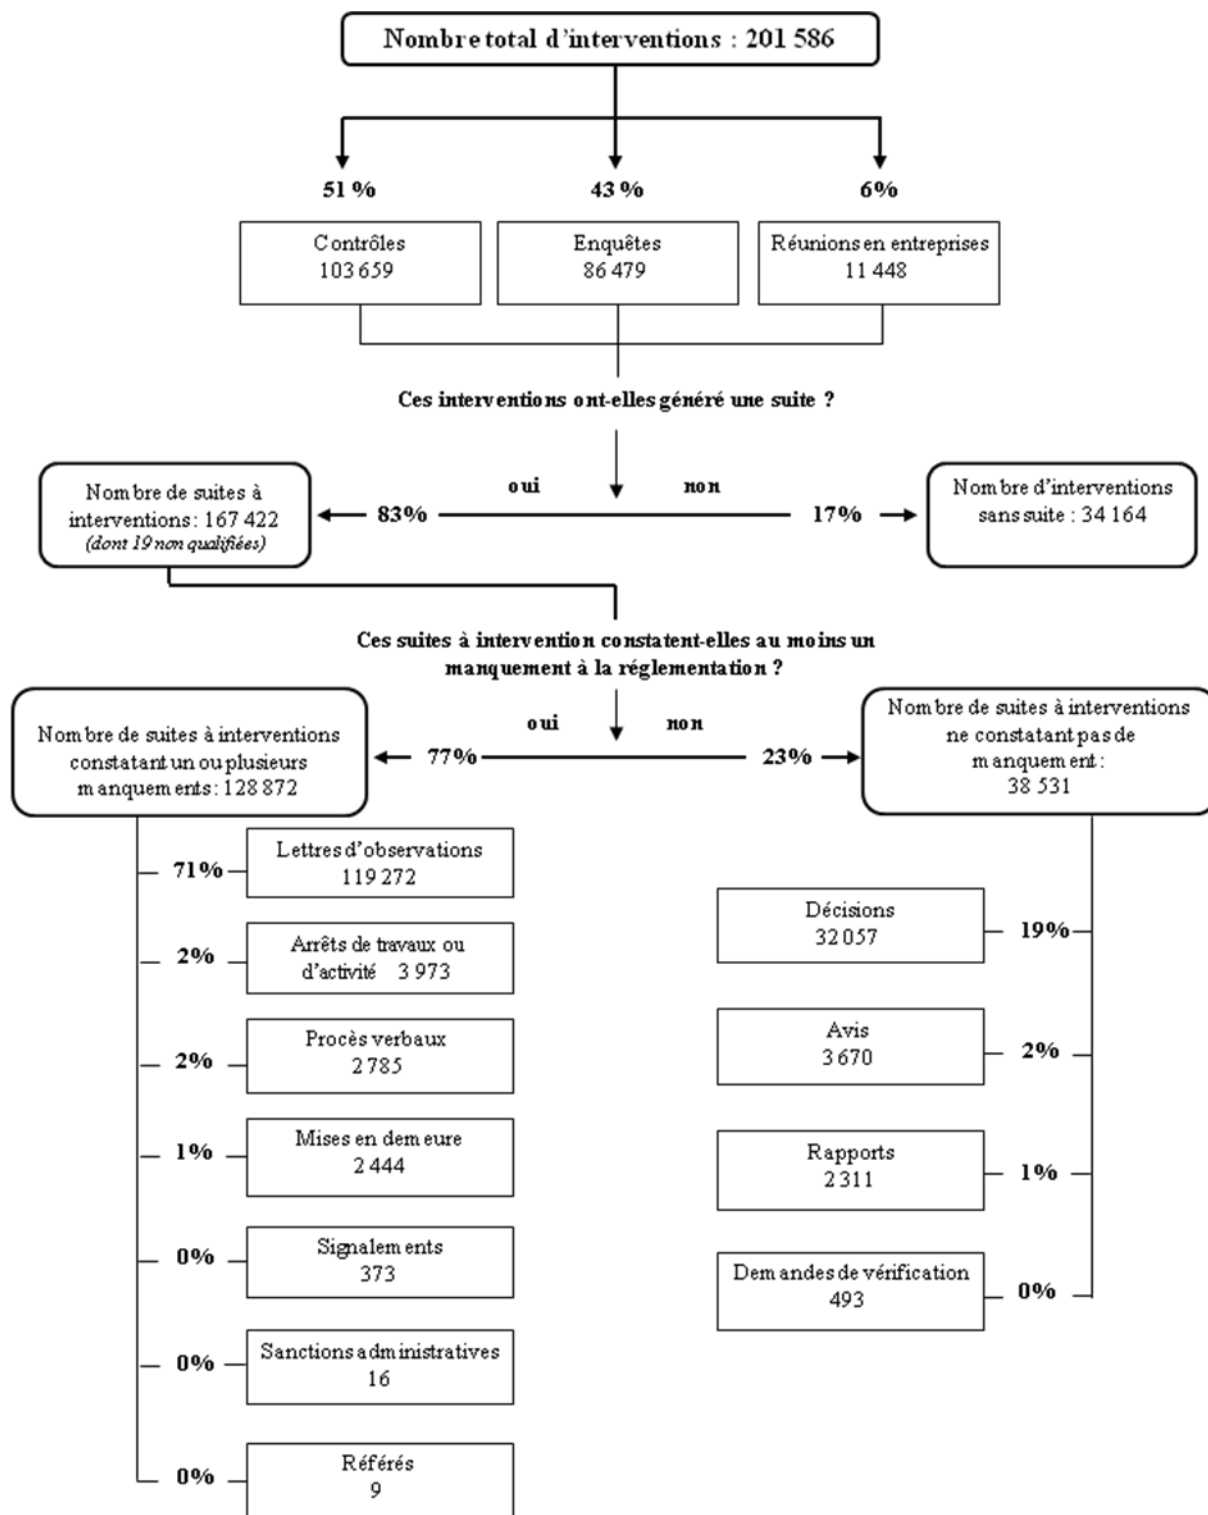 Nombre total d'interventions : 201 586
51 % 43 % 6%
Contrôles
103 659
Enquêtes
86 479
Réunions en entreprises
11 448
Ces interventions ont-elles généré une suite ?
oui non
Nombre de suites à
interventions : 167 422
(dont 19 non qualifiées)
83% 17%
Nombre d'interventions
sans suite : 34 164
Ces suites à intervention constatent-elles au moins un
manquement à la réglementation ?
oui non
Nombre de suites à interventions
constatant un ou plusieurs
manquements : 128 872
77% 23%
Nombre de suites à interventions
ne constatant pas de
manquement :
38 531
71%
Lettres d'observations
119 272
2%
Arrêts de travaux ou
d'activité 3 973
2%
Procès verbaux
2 785
1%
Mises en demeure
2 444
0%
Signalements
373
0%
Sanctions administratives
16
0%
Référés
9
Décisions
32 057
19%
Avis
3 670
2%
Rapports
2 311
1%
Demandes de vérification
493
0%